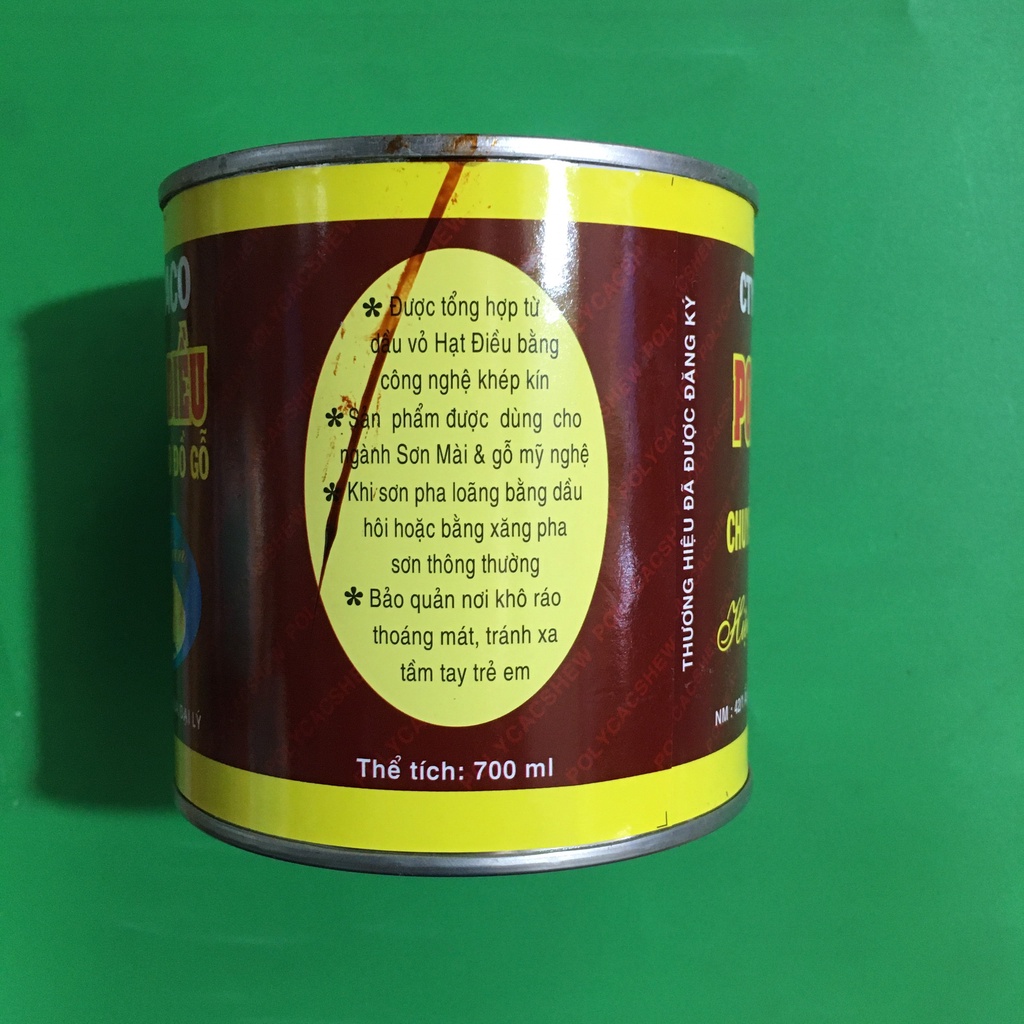 * Được tổng hợp từ
dầu vỏ Hạt Điều bằng
công nghệ khép kín
* Sản phẩm được dùng cho
ngành Sơn Mài & gỗ mỹ nghệ
* Khi sơn pha loãng bằng dầu
hôi hoặc bằng xăng pha
sơn thông thường
* Bảo quản nơi khô ráo
thoáng mát, tránh xa
tầm tay trẻ em
Thể tích: 700 ml
THƯƠNG HIỆU ĐÃ ĐƯỢC ĐĂNG KÝ
ĐỒ GỖ
NM :
POLYCACSHEW